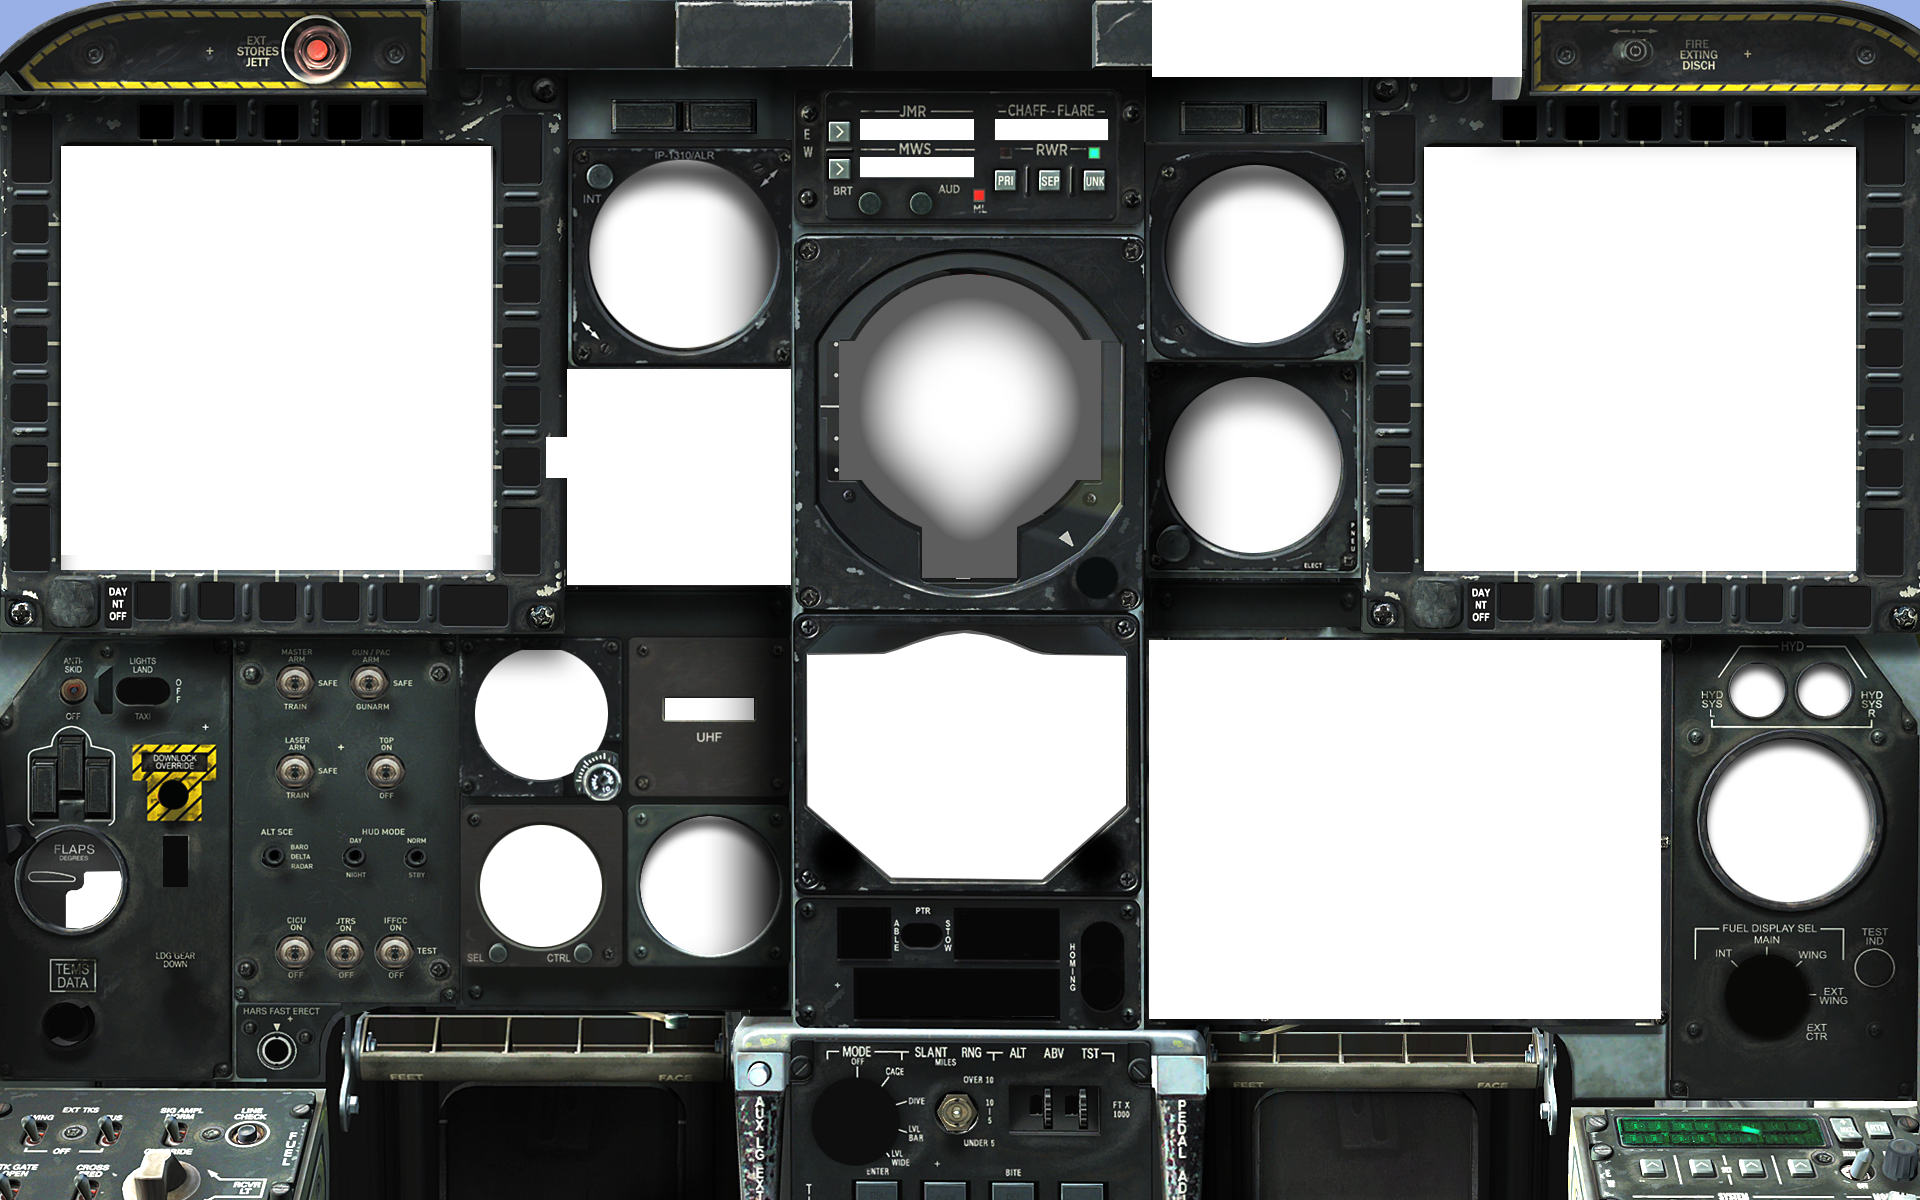 EXT
STORES
JETT
FIRE
EXTING
DISCH
JMR
CHAFF - FLARE
E
W
MWS
RWR
PRI
SEP
UNK
BRT
AUD
ML
IP-1310/ALR
INT
PNEU
ELECT
DAY
NT
OFF
DAY
NT
OFF
ANTI-
SKID
OFF
LIGHTS
LAND
OFF
TAXI
DOWNLOCK
OVERRIDE
FLAPS
DEGREES
LDG GEAR
DOWN
TEMS
DATA
MASTER
ARM
SAFE
TRAIN
GUN / PAC
ARM
SAFE
GUNARM
LASER
ARM
SAFE
TRAIN
TGP
ON
OFF
ALT SCE
BARO
DELTA
RADAR
HUD MODE
DAY
NIGHT
NORM
STBY
CICU
ON
OFF
JTRS
ON
OFF
IFFCC
ON
TEST
OFF
HARS FAST ERECT
UHF
SEL
CTRL
PTR
ABLE
STOW
HOMING
HYD
HYD
SYS
L
HYD
SYS
R
FUEL DISPLAY SEL
MAIN
INT
WING
EXT
WING
EXT
CTR
TEST
IND
FEET
FACE
FEET
FACE
MODE
OFF
CAGE
DIVE
LVL
BAR
LVL
WIDE
SLANT RNG
MILES
OVER 10
10
5
UNDER 5
ALT
ABV
TST
FT X
1000
ENTER
BITE
AUX LG EXT
PEDAL ADJ
EXT TKS
OFF
SIG AMPL
NORM
LINE
CHECK
FUEL
TK GATE
OPEN
CROSS
FEED
RCVR
LT
SYSTEM